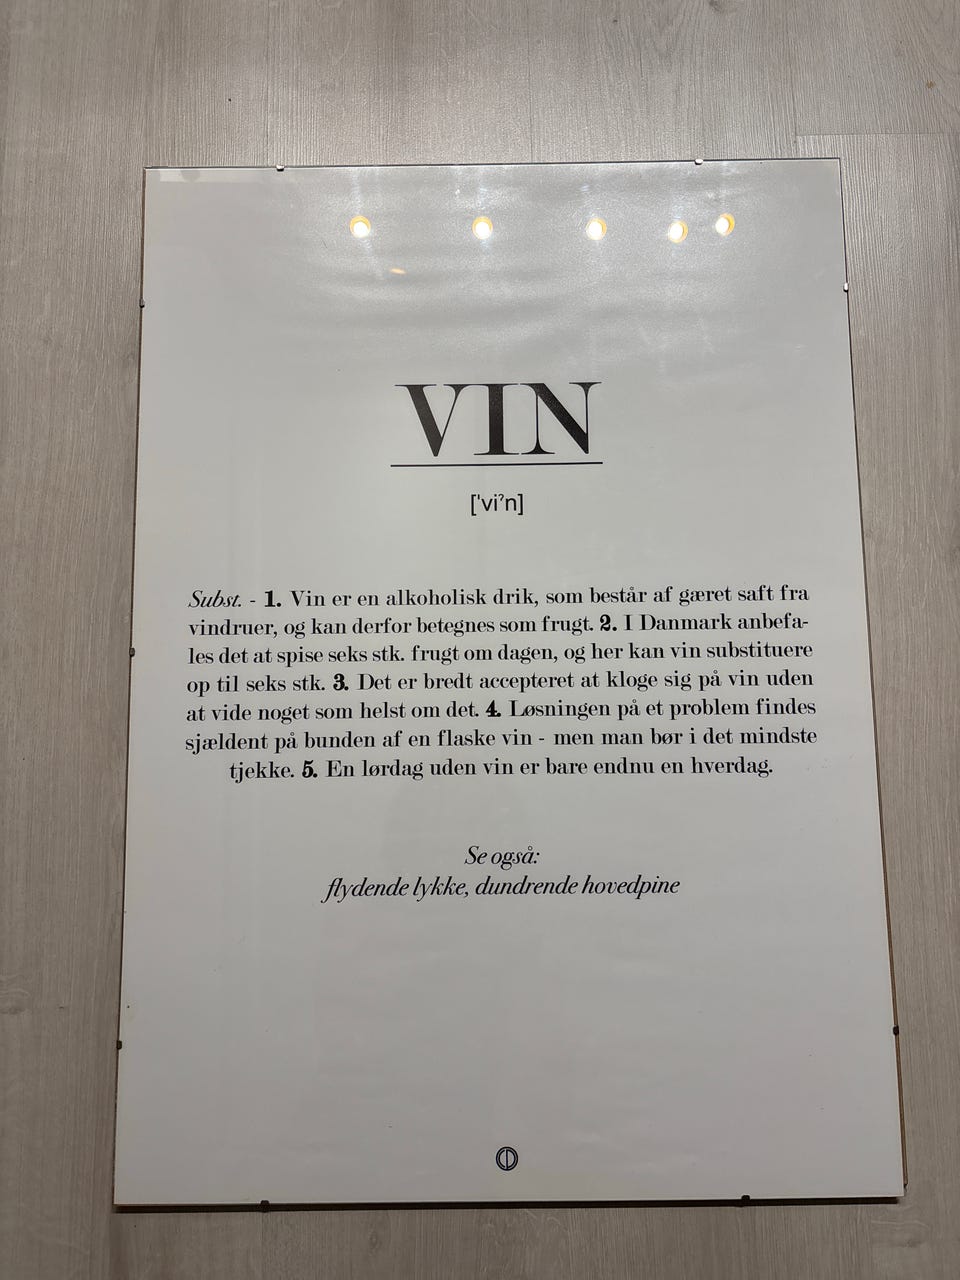 VIN
[ˈviˀn]
Subst. - 1. Vin er en alkoholisk drik, som består af gæret saft fra
vindruer, og kan derfor betegnes som frugt. 2. I Danmark anbefa-
les det at spise seks stk. frugt om dagen, og her kan vin substituere
op til seks stk. 3. Det er bredt accepteret at kloge sig på vin uden
at vide noget som helst om det. 4. Løsningen på et problem findes
sjældent på bunden af en flaske vin - men man bør i det mindste
tjekke. 5. En lørdag uden vin er bare endnu en hverdag.
Se også:
flydende lykke, dundrende hovedpine